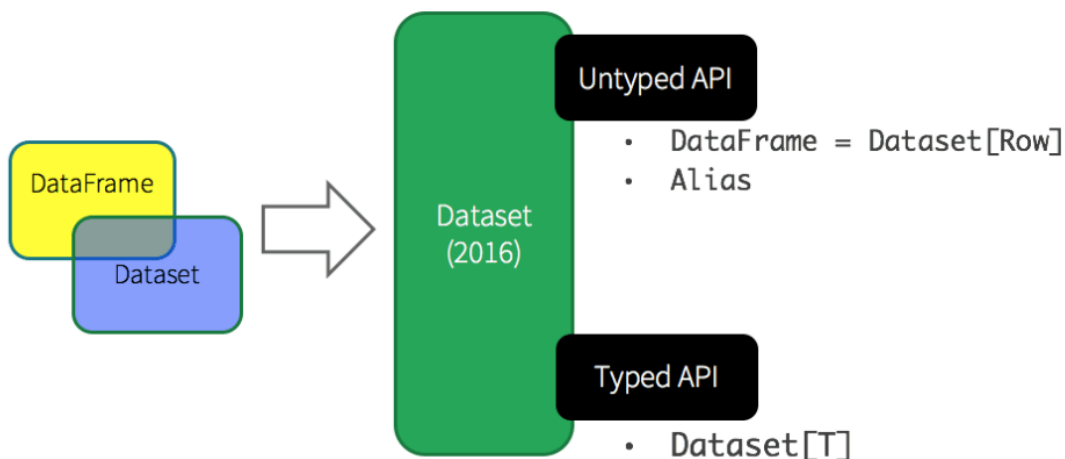 DataFrame
Dataset
Dataset
(2016)
Untyped API
• DataFrame = Dataset[Row]
• Alias
Typed API
• Dataset[T]